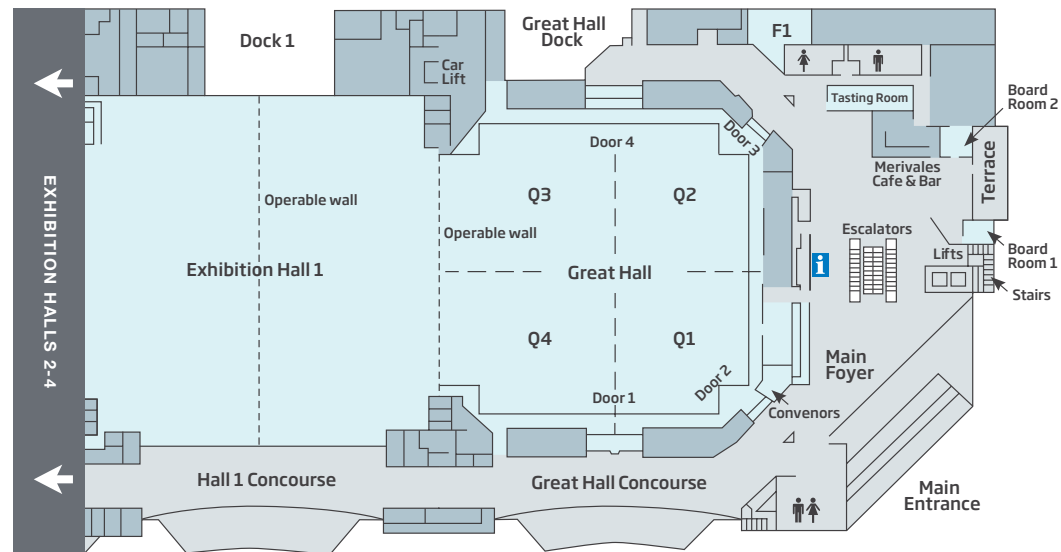 Dock 1
Great Hall
Dock
F1
Car
Lift
Tasting Room
Board
Room 2
Door 3
Door 4
Merivales
Cafe & Bar
Terrace
EXHIBITION HALLS 2-4
Operable wall
Q3
Q2
Operable wall
Escalators
Exhibition Hall 1
Great Hall
i
Lifts
Board
Room 1
Stairs
Q4
Q1
Main
Foyer
Door 2
Door 1
Convenors
Hall 1 Concourse
Great Hall Concourse
Main
Entrance